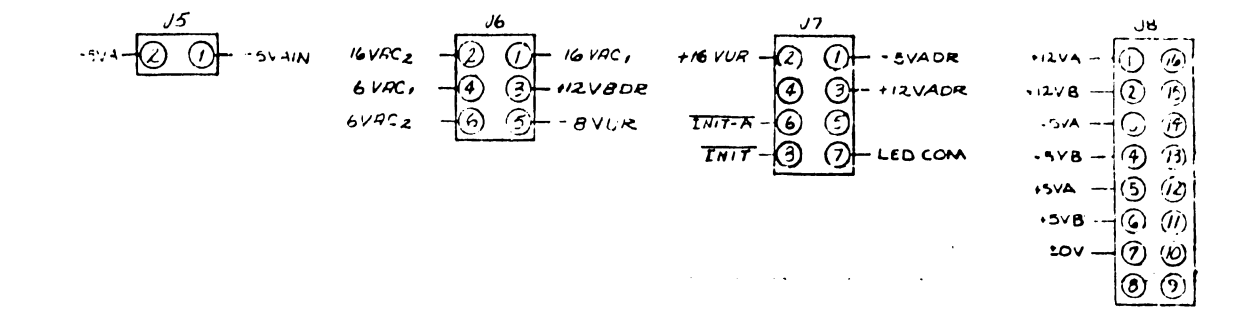 J5 J6 J7 J8
-5VA 2 1 -5VAIN
16VAC2 2 1 16VAC1
6VAC1 4 3 +12VBDR
6VAC2 6 5 -8VUR
+16VUR 2 1 -5VADR
4 3 +12VADR
INIT-A 6 5
INIT 8 7 LED COM
+12VA 1 16
+12VB 2 15
-5VA 3 14
-5VB 4 13
+5VA 5 12
+5VB 6 11
±0V 7 10
8 9